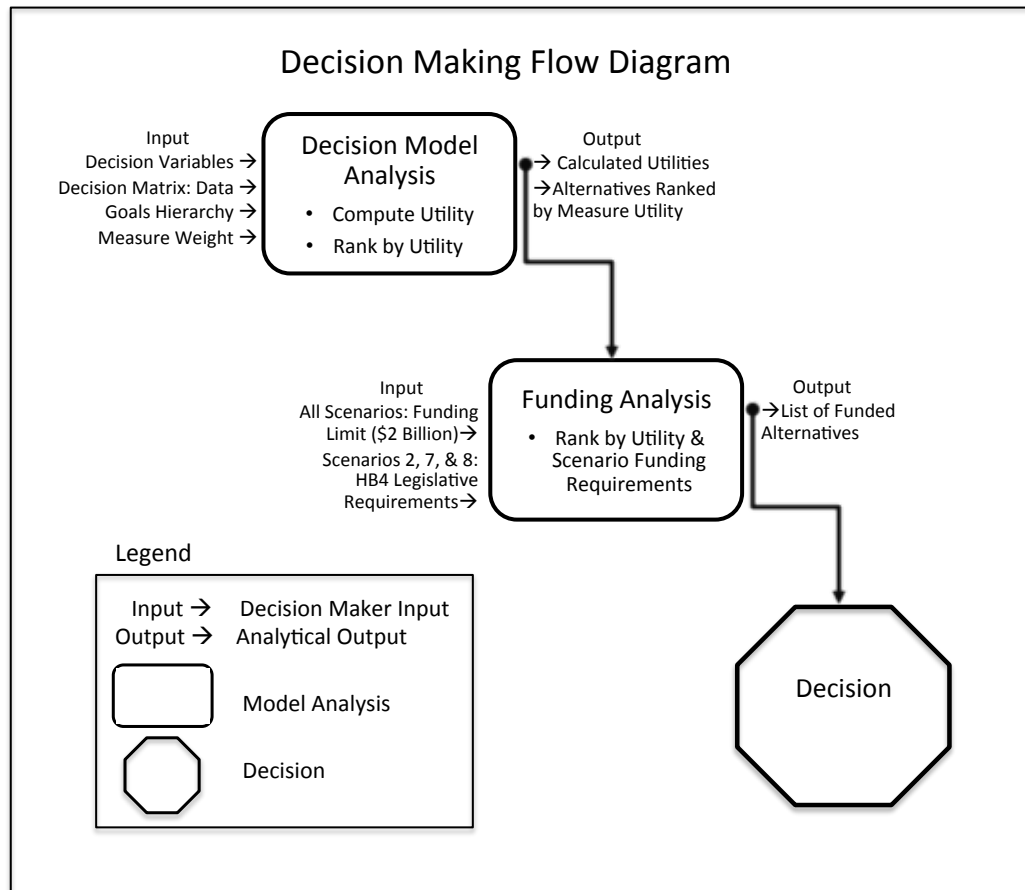 Decision Making Flow Diagram
Input
Decision Variables →
Decision Matrix: Data →
Goals Hierarchy →
Measure Weight →
Decision Model
Analysis
• Compute Utility
• Rank by Utility
Output
→ Calculated Utilities
→Alternatives Ranked
by Measure Utility
Input
All Scenarios: Funding
Limit ($2 Billion)→
Scenarios 2, 7, & 8:
HB4 Legislative
Requirements→
Funding Analysis
• Rank by Utility &
Scenario Funding
Requirements
Output
→List of Funded
Alternatives
Decision
Legend
Input → Decision Maker Input
Output → Analytical Output
Model Analysis
Decision